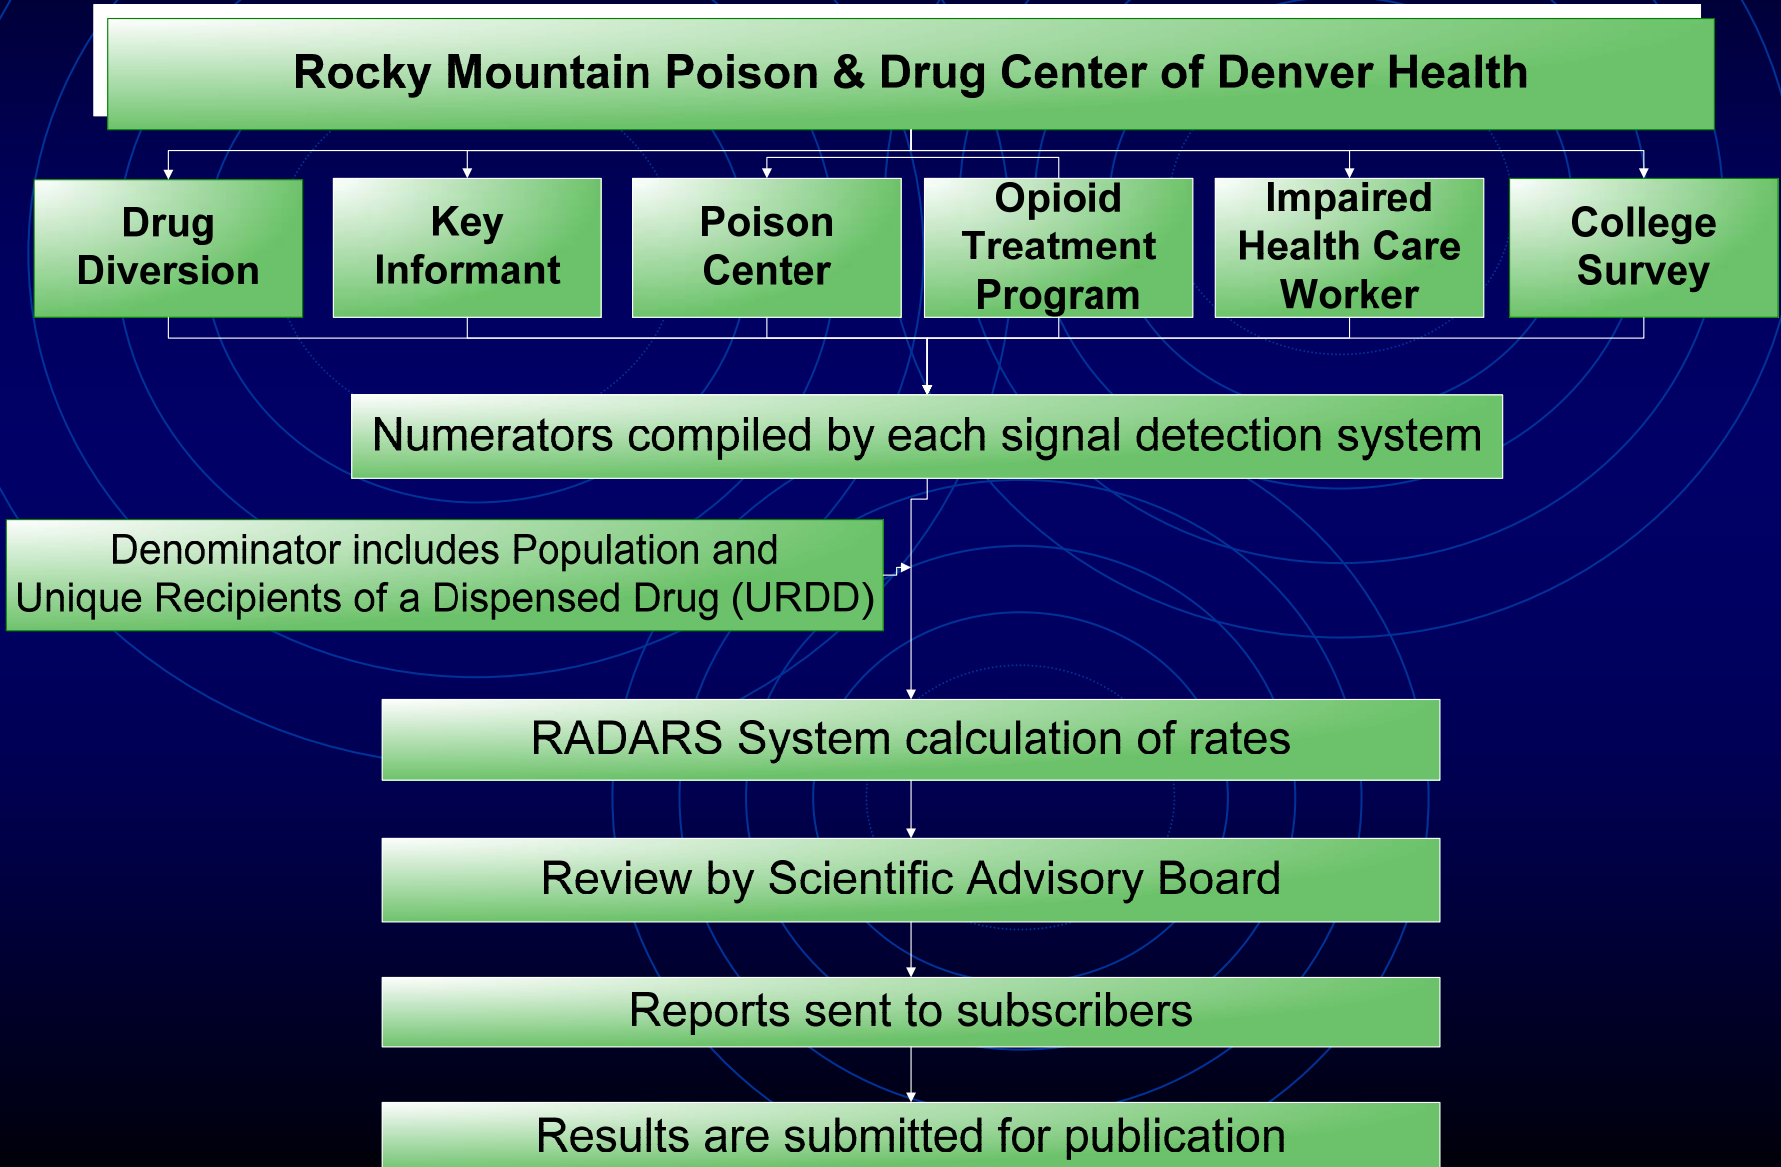 Rocky Mountain Poison & Drug Center of Denver Health
Drug
Diversion
Key
Informant
Poison
Center
Opioid
Treatment
Program
Impaired
Health Care
Worker
College
Survey
Numerators compiled by each signal detection system
Denominator includes Population and
Unique Recipients of a Dispensed Drug (URDD)
RADARS System calculation of rates
Review by Scientific Advisory Board
Reports sent to subscribers
Results are submitted for publication